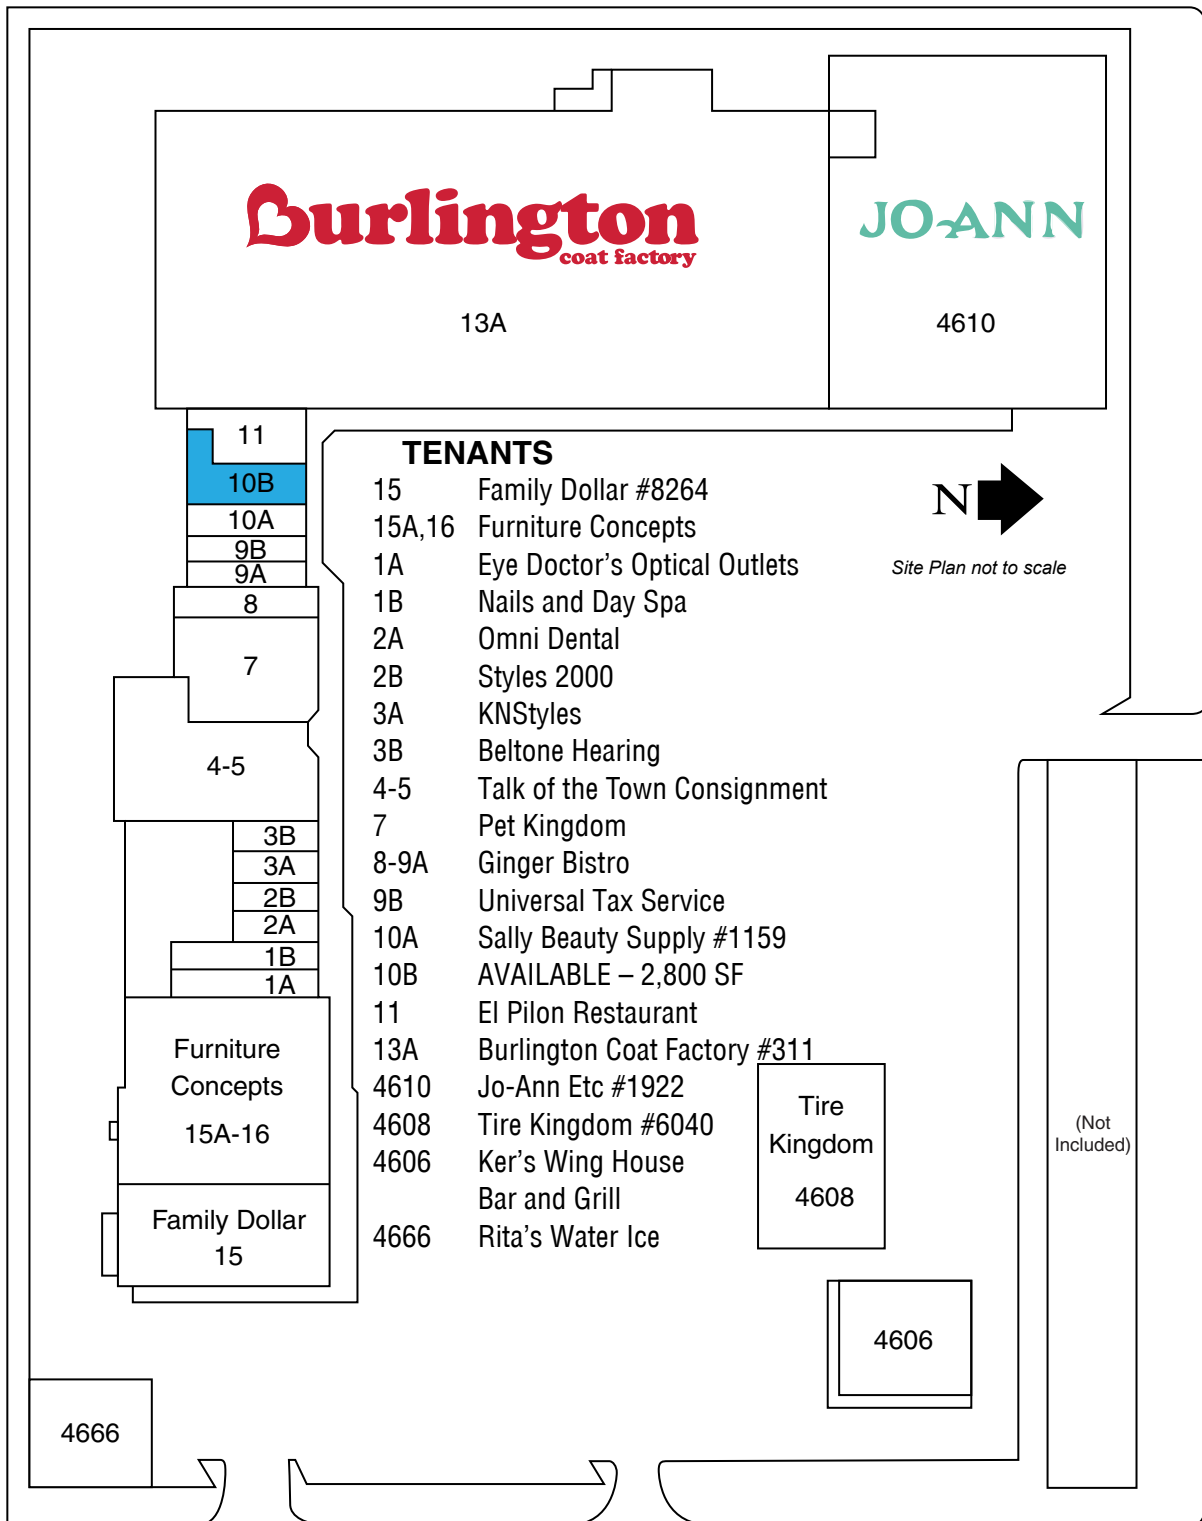 Burlington
coat factory
JO-ANN
13A
4610
11
10B
10A
9B
9A
8
7
4-5
3B
3A
2B
2A
1B
1A
Furniture
Concepts
15A-16
Family Dollar
15
4666
TENANTS
15 Family Dollar #8264
15A,16 Furniture Concepts
1A Eye Doctor’s Optical Outlets
1B Nails and Day Spa
2A Omni Dental
2B Styles 2000
3A KNStyles
3B Beltone Hearing
4-5 Talk of the Town Consignment
7 Pet Kingdom
8-9A Ginger Bistro
9B Universal Tax Service
10A Sally Beauty Supply #1159
10B AVAILABLE – 2,800 SF
11 El Pilon Restaurant
13A Burlington Coat Factory #311
4610 Jo-Ann Etc #1922
4608 Tire Kingdom #6040
4606 Ker’s Wing House
Bar and Grill
4666 Rita’s Water Ice
N
Site Plan not to scale
Tire
Kingdom
4608
4606
(Not
Included)